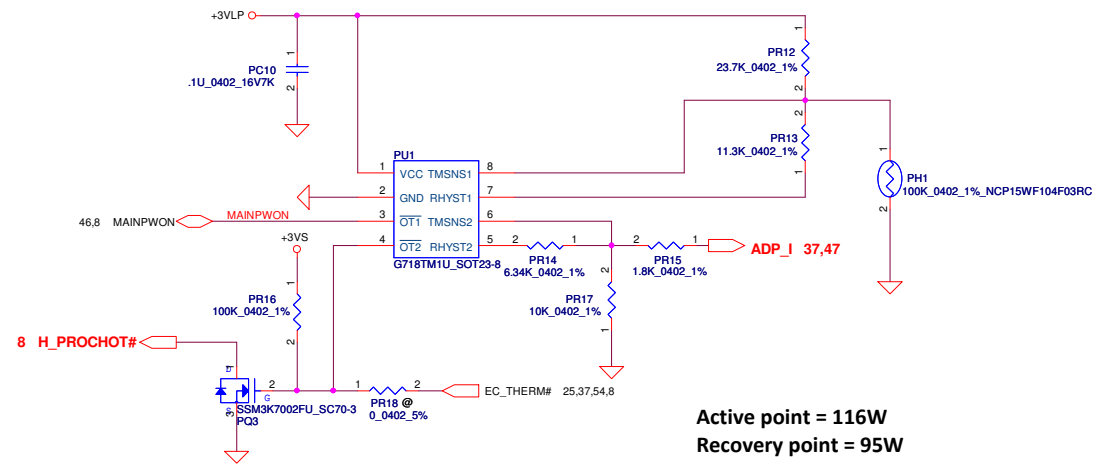 +3VLP
1
PC10
.1U_0402_16V7K
2
1
PR12
23.7K_0402_1%
2
2
PR13
11.3K_0402_1%
1
1
PH1
100K_0402_1%_NCP15WF104F03RC
2
PU1
1 VCC TMSNS1 8
2 GND RHYST1 7
3 OT1 TMSNS2 6
4 OT2 RHYST2 5
G718TM1U_SOT23-8
46,8 MAINPWON MAINPWON
+3VS
1
PR16
100K_0402_1%
2
2 1
PR14
6.34K_0402_1%
2 1
PR15
1.8K_0402_1%
ADP_I 37,47
2
PR17
10K_0402_1%
1
8 H_PROCHOT#
1
D
2
G
S
3
SSM3K7002FU_SC70-3
PQ3
1 2
PR18 @
0_0402_5%
EC_THERM# 25,37,54,8
Active point = 116W
Recovery point = 95W